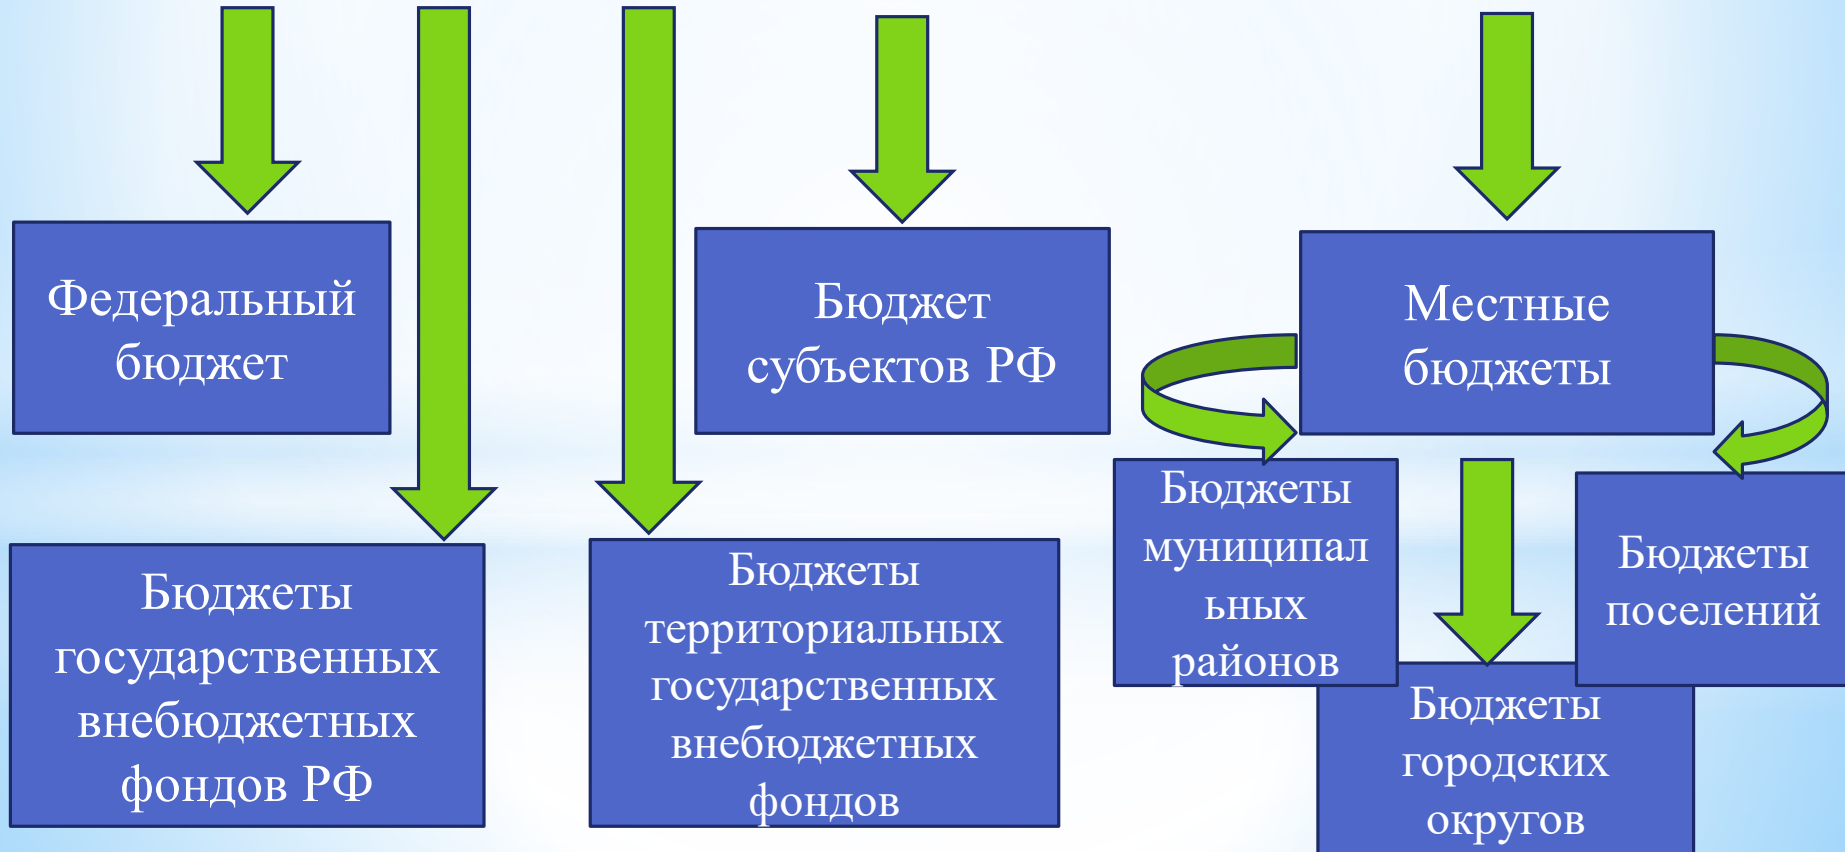 Федеральный
бюджет
Бюджет
субъектов РФ
Местные
бюджеты
Бюджеты
государственных
внебюджетных
фондов РФ
Бюджеты
территориальных
государственных
внебюджетных
фондов
Бюджеты
муниципал
ьных
районов
Бюджеты
городских
округов
Бюджеты
поселений